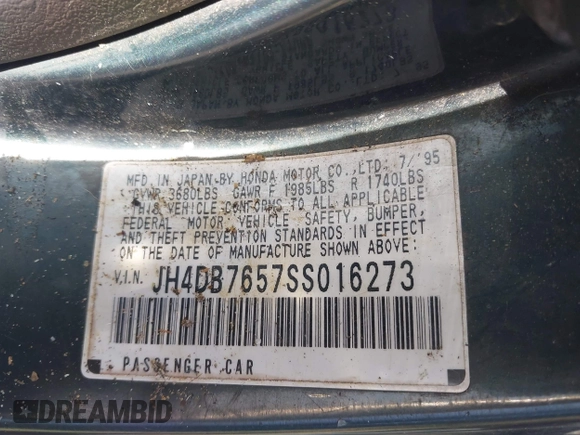 MFD. IN JAPAN BY HONDA MOTOR CO.,LTD. 7/'95
GVWR 3680LBS GAWR F 1985LBS R 1740LBS
THIS VEHICLE CONFORMS TO ALL APPLICABLE
FEDERAL MOTOR VEHICLE SAFETY, BUMPER,
AND THEFT PREVENTION STANDARDS IN EFFECT
ON THE DATE OF MANUFACTURE SHOWN ABOVE.
V.I.N. JH4DB7657SS016273
PASSENGER CAR
DREAMBID